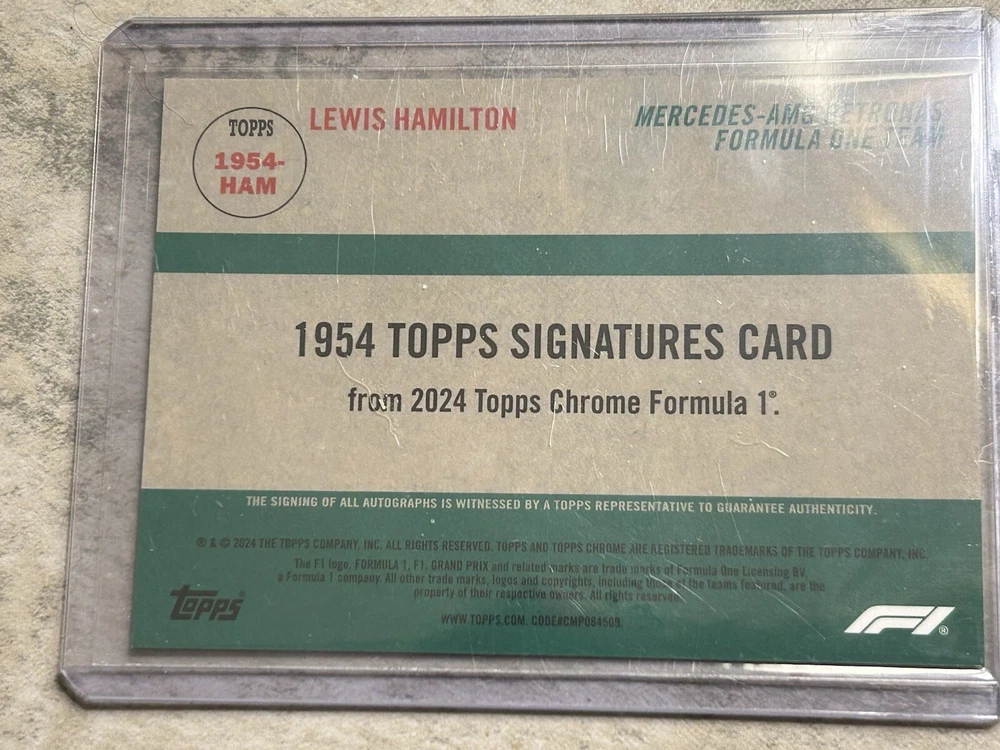 TOPPS
1954-
HAM
LEWIS HAMILTON
MERCEDES-AMG PETRONAS
FORMULA ONE TEAM
1954 TOPPS SIGNATURES CARD
from 2024 Topps Chrome Formula 1®.
THE SIGNING OF ALL AUTOGRAPHS IS WITNESSED BY A TOPPS REPRESENTATIVE TO GUARANTEE AUTHENTICITY.
® & © 2024 THE TOPPS COMPANY, INC. ALL RIGHTS RESERVED. TOPPS AND TOPPS CHROME ARE REGISTERED TRADEMARKS OF THE TOPPS COMPANY, INC.
The F1 logo, FORMULA 1, F1, GRAND PRIX and related marks are trade marks of Formula One Licensing BV,
a Formula 1 company. All other trade marks, logos and copyrights, including those of the teams featured, are the
property of their respective owners. All rights reserved.
topps®
WWW.TOPPS.COM. CODE#CMP084509.
F1®